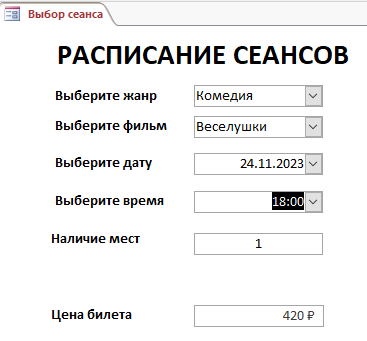 Выбор сеанса
РАСПИСАНИЕ СЕАНСОВ
Выберите жанр Комедия
Выберите фильм Веселушки
Выберите дату 24.11.2023
Выберите время 18:00
Наличие мест 1
Цена билета 420 ₽